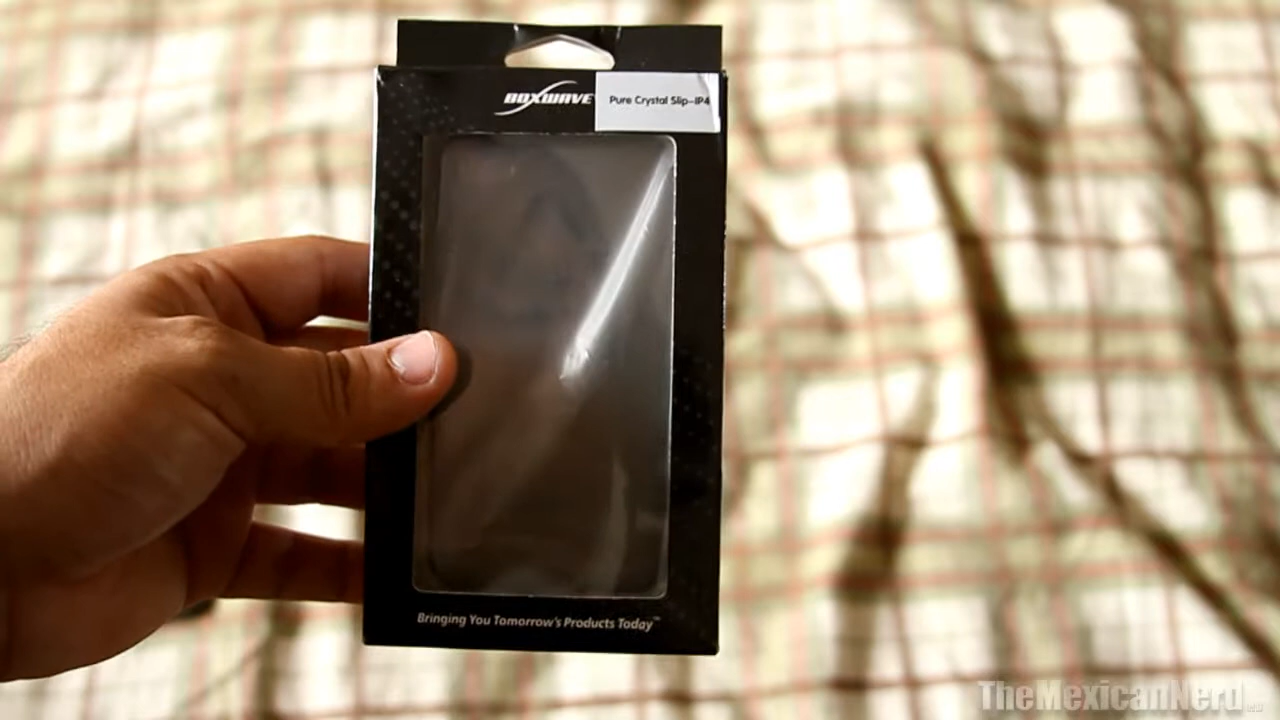 BOXWAVE
Pure Crystal Slip-IP4
Bringing You Tomorrow's Products Today™
TheMexicanNerd